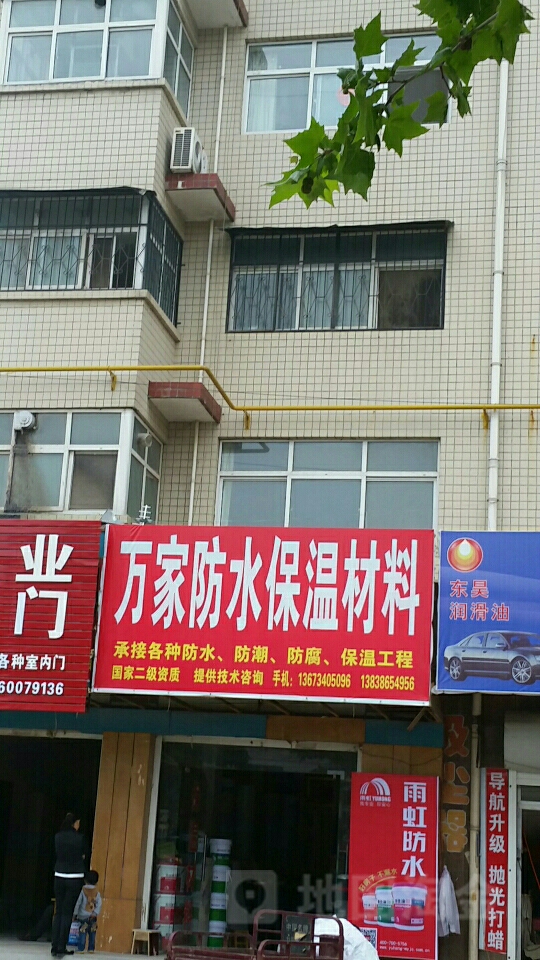 业
门
各种室内门
60079136
万家防水保温材料
承接各种防水、防潮、防腐、保温工程
国家二级资质 提供技术咨询 手机：13673405096 13838654956
东昊
润滑油
雨虹 YUHONG
雨虹防水
导航升级 抛光打蜡